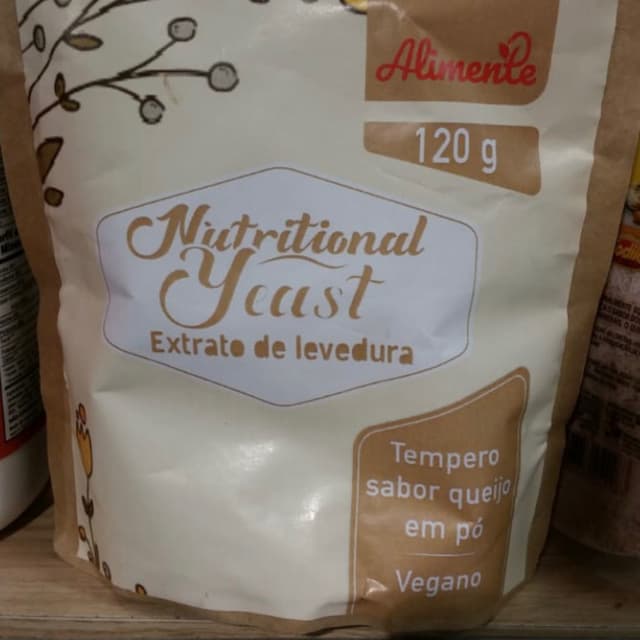 Alimente
120 g
Nutritional
Yeast
Extrato de levedura
Tempero
sabor queijo
em pó
Vegano